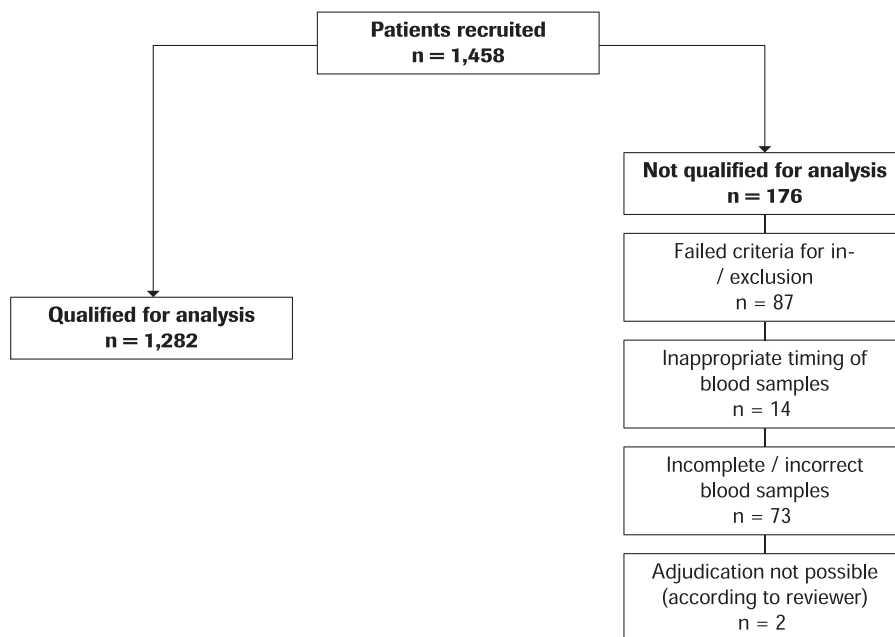 Patients recruited
n = 1,458
Not qualified for analysis
n = 176
Failed criteria for in-
/ exclusion
n = 87
Qualified for analysis
n = 1,282
Inappropriate timing of
blood samples
n = 14
Incomplete / incorrect
blood samples
n = 73
Adjudication not possible
(according to reviewer)
n = 2